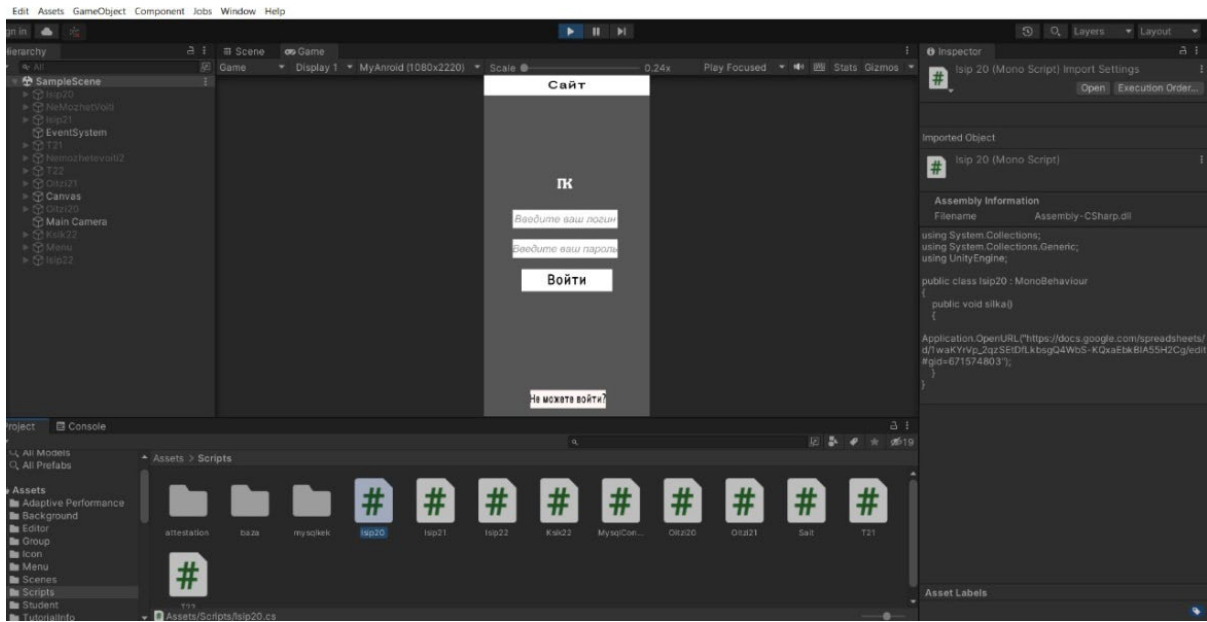 Edit Assets GameObject Component Jobs Window Help
gn in
Layers Layout
Hierarchy
Scene Game
Inspector
All
Game Display 1 MyAnroid (1080x2220) Scale 0.24x Play Focused Stats Gizmos
Isip 20 (Mono Script) Import Settings
Open Execution Order...
SampleScene
Isip20
NeMozhetVoiti
Isip21
EventSystem
T21
Nemozhetevoiti2
T22
Oitzi21
Canvas
Oitzi20
Main Camera
Ksik22
Menu
Isip22
Сайт
ПК
Введите ваш логин
Введите ваш пароль
Войти
Не можете войти?
Imported Object
Isip 20 (Mono Script)
Assembly Information
Filename Assembly-CSharp.dll
using System.Collections;
using System.Collections.Generic;
using UnityEngine;
public class Isip20 : MonoBehaviour
{
public void silka()
{
Application.OpenURL("https://docs.google.com/spreadsheets/
d/1waKYrVp_2qzSEtDfLkbsgQ4WbS-KQxaEbkBIA55H2Cg/edit
#gid=671574803");
}
}
Project Console
19
All Models
All Prefabs
Assets
Adaptive Performance
Background
Editor
Group
Icon
Menu
Scenes
Scripts
Student
TutorialInfo
Assets > Scripts
attestation baza mysqlkek Isip20 Isip21 Isip22 Ksik22 MysqlCon... Oitzi20 Oitzi21 Sait T21
T22
Assets/Scripts/Isip20.cs
Asset Labels